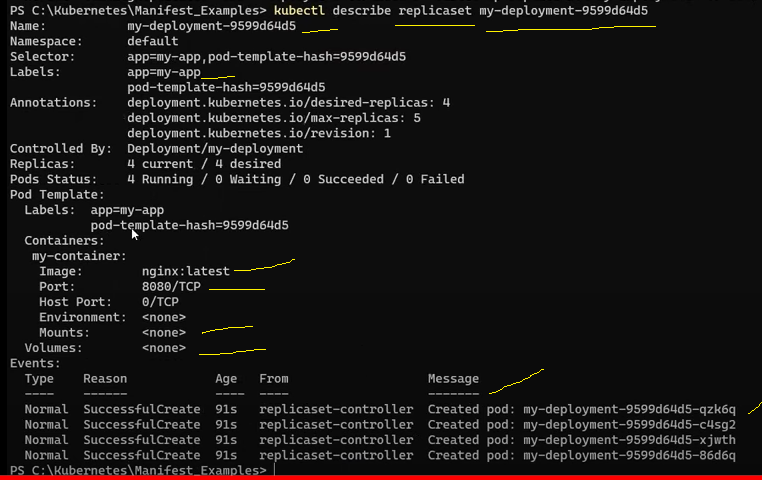 PS C:\Kubernetes\Manifest_Examples> kubectl describe replicaset my-deployment-9599d64d5
Name:           my-deployment-9599d64d5
Namespace:      default
Selector:       app=my-app,pod-template-hash=9599d64d5
Labels:         app=my-app
                pod-template-hash=9599d64d5
Annotations:    deployment.kubernetes.io/desired-replicas: 4
                deployment.kubernetes.io/max-replicas: 5
                deployment.kubernetes.io/revision: 1
Controlled By:  Deployment/my-deployment
Replicas:       4 current / 4 desired
Pods Status:    4 Running / 0 Waiting / 0 Succeeded / 0 Failed
Pod Template:
  Labels:  app=my-app
           pod-template-hash=9599d64d5
  Containers:
   my-container:
    Image:        nginx:latest
    Port:         8080/TCP
    Host Port:    0/TCP
    Environment:  <none>
    Mounts:       <none>
  Volumes:        <none>
Events:
  Type    Reason            Age   From                   Message
  ----    ------            ----  ----                   -------
  Normal  SuccessfulCreate  91s   replicaset-controller  Created pod: my-deployment-9599d64d5-qzk6q
  Normal  SuccessfulCreate  91s   replicaset-controller  Created pod: my-deployment-9599d64d5-c4sg2
  Normal  SuccessfulCreate  91s   replicaset-controller  Created pod: my-deployment-9599d64d5-xjwth
  Normal  SuccessfulCreate  91s   replicaset-controller  Created pod: my-deployment-9599d64d5-86d6q
PS C:\Kubernetes\Manifest_Examples>